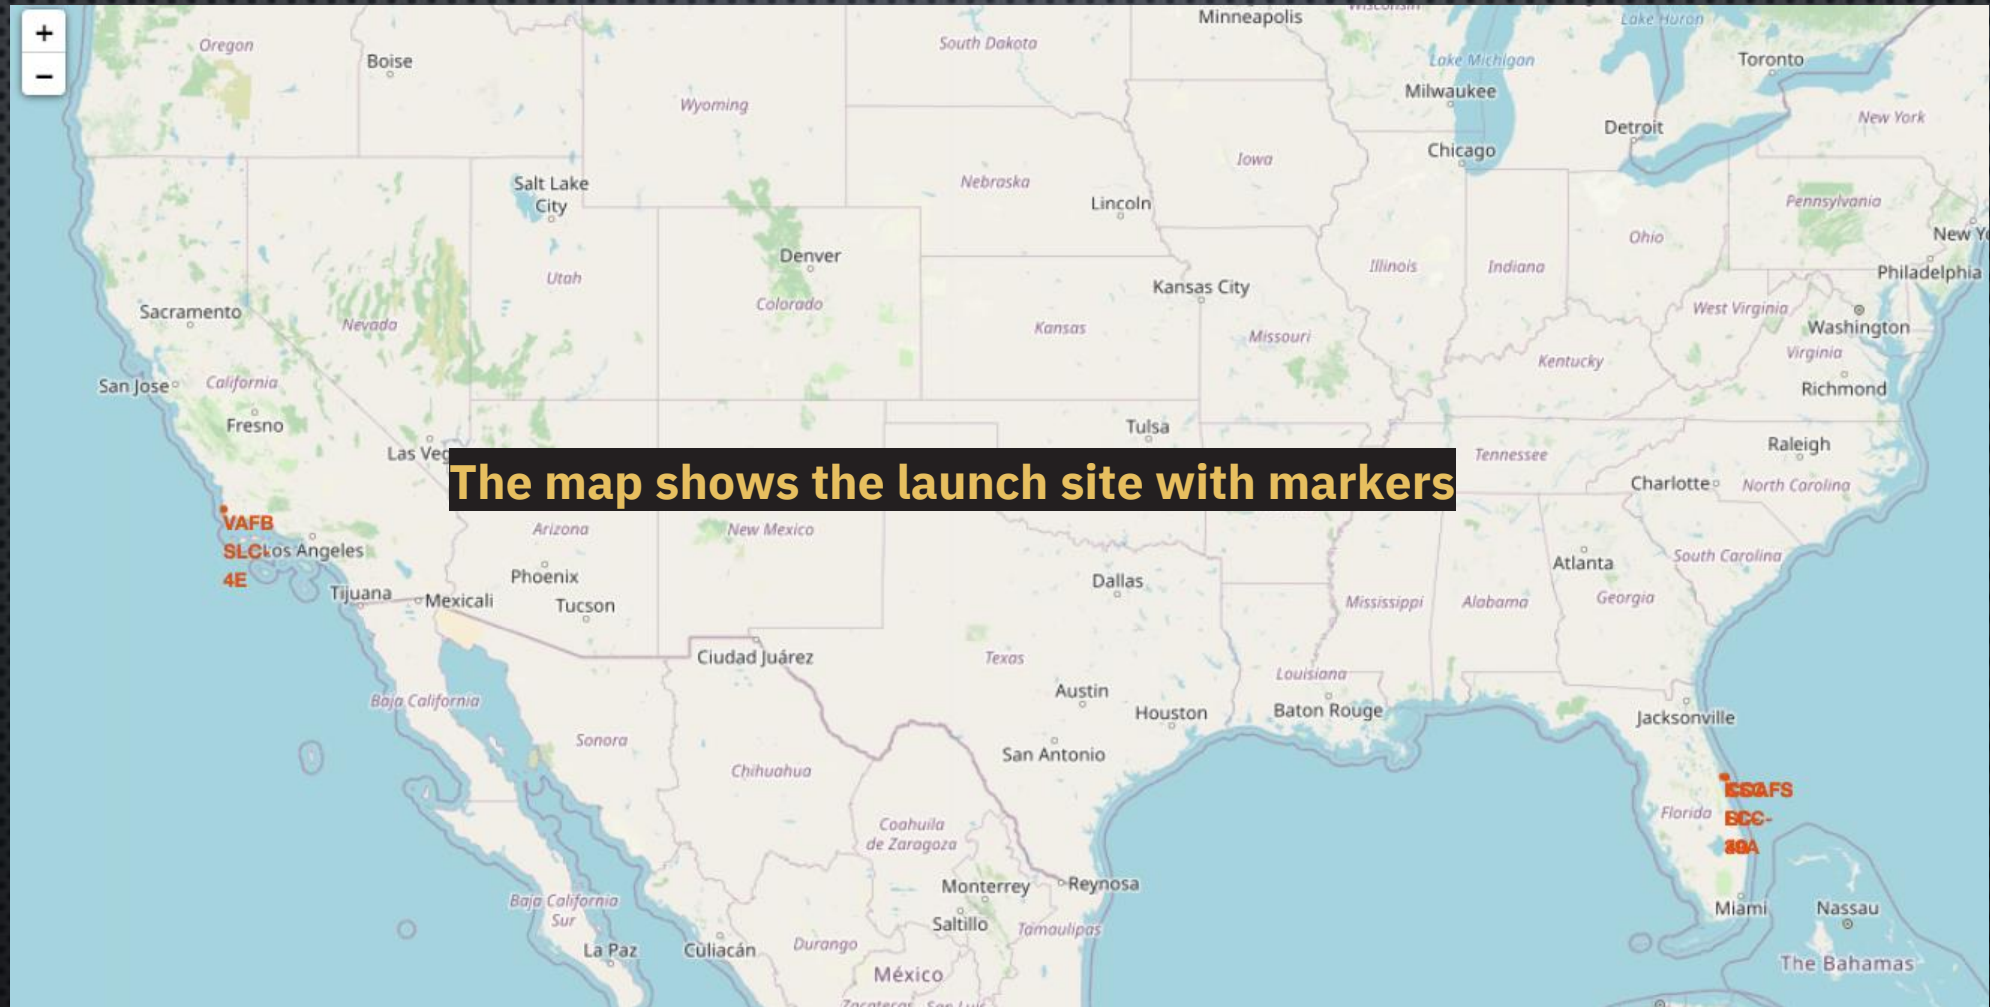 +
−
Oregon
Boise
Wyoming
South Dakota
Minneapolis
Lake Huron
Lake Michigan
Toronto
Milwaukee
Detroit
New York
Chicago
Iowa
Nebraska
Salt Lake
City
Lincoln
Pennsylvania
New Y
Ohio
Denver
Utah
Illinois
Indiana
Philadelphia
Kansas City
Colorado
Sacramento
Nevada
Kansas
Missouri
West Virginia
Washington
Virginia
Kentucky
San Jose
California
Richmond
Fresno
Tulsa
Raleigh
Las Veg
Tennessee
The map shows the launch site with markers
Charlotte
North Carolina
VAFB
SLC-
4E
Los Angeles
Arizona
New Mexico
South Carolina
Atlanta
Phoenix
Dallas
Tijuana
Mexicali
Tucson
Mississippi
Alabama
Georgia
Ciudad Juárez
Texas
Louisiana
Austin
Baja California
Houston
Baton Rouge
Jacksonville
Sonora
San Antonio
Chihuahua
Florida
Coahuila
de Zaragoza
Monterrey
Reynosa
Baja California
Sur
Saltillo
Tamaulipas
Miami
Nassau
La Paz
Culiacán
Durango
México
The Bahamas